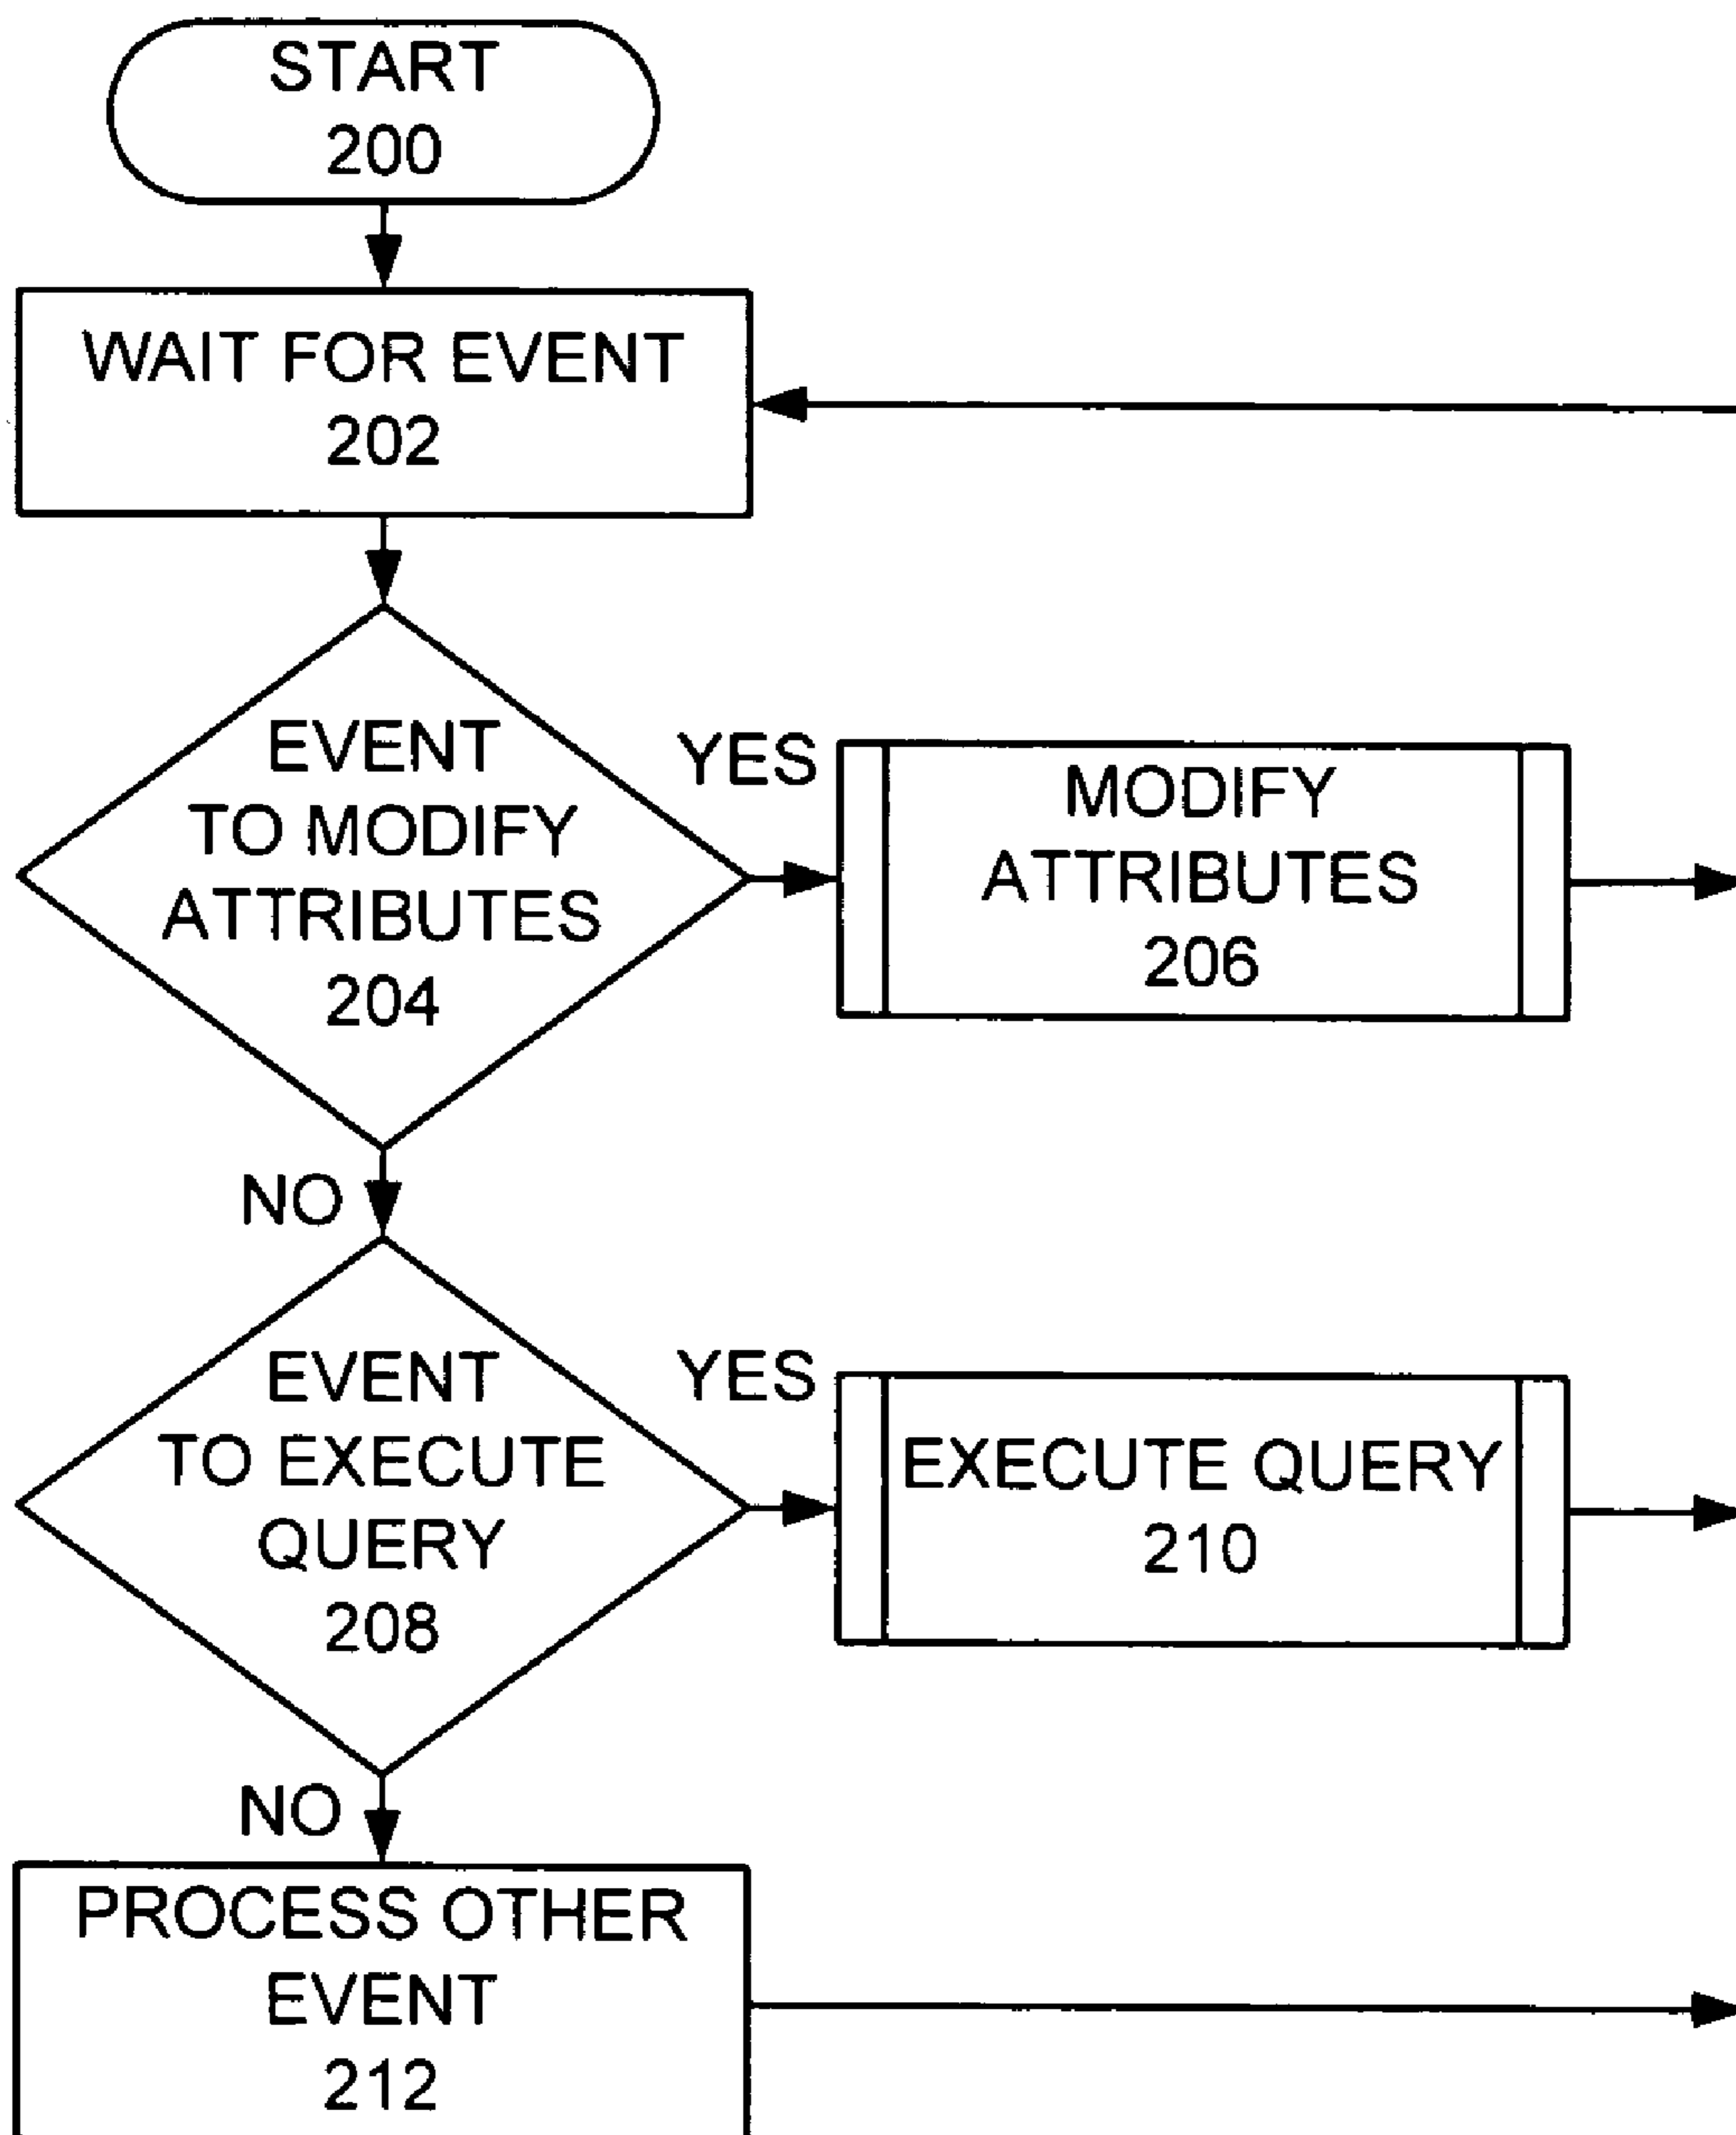 START
200
WAIT FOR EVENT
202
EVENT
TO MODIFY
ATTRIBUTES
204
YES
MODIFY
ATTRIBUTES
206
NO
EVENT
TO EXECUTE
QUERY
208
YES
EXECUTE QUERY
210
NO
PROCESS OTHER
EVENT
212